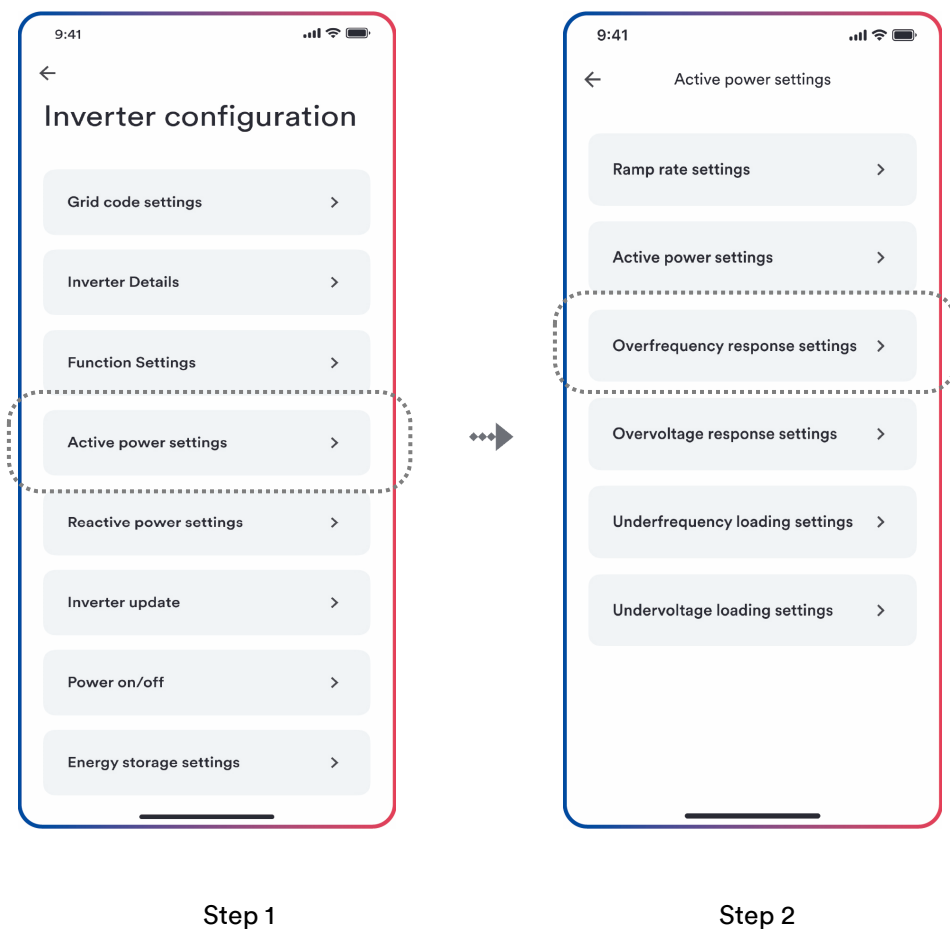 9:41
Inverter configuration
Grid code settings
Inverter Details
Function Settings
Active power settings
Reactive power settings
Inverter update
Power on/off
Energy storage settings
Step 1
9:41
Active power settings
Ramp rate settings
Active power settings
Overfrequency response settings
Overvoltage response settings
Underfrequency loading settings
Undervoltage loading settings
Step 2